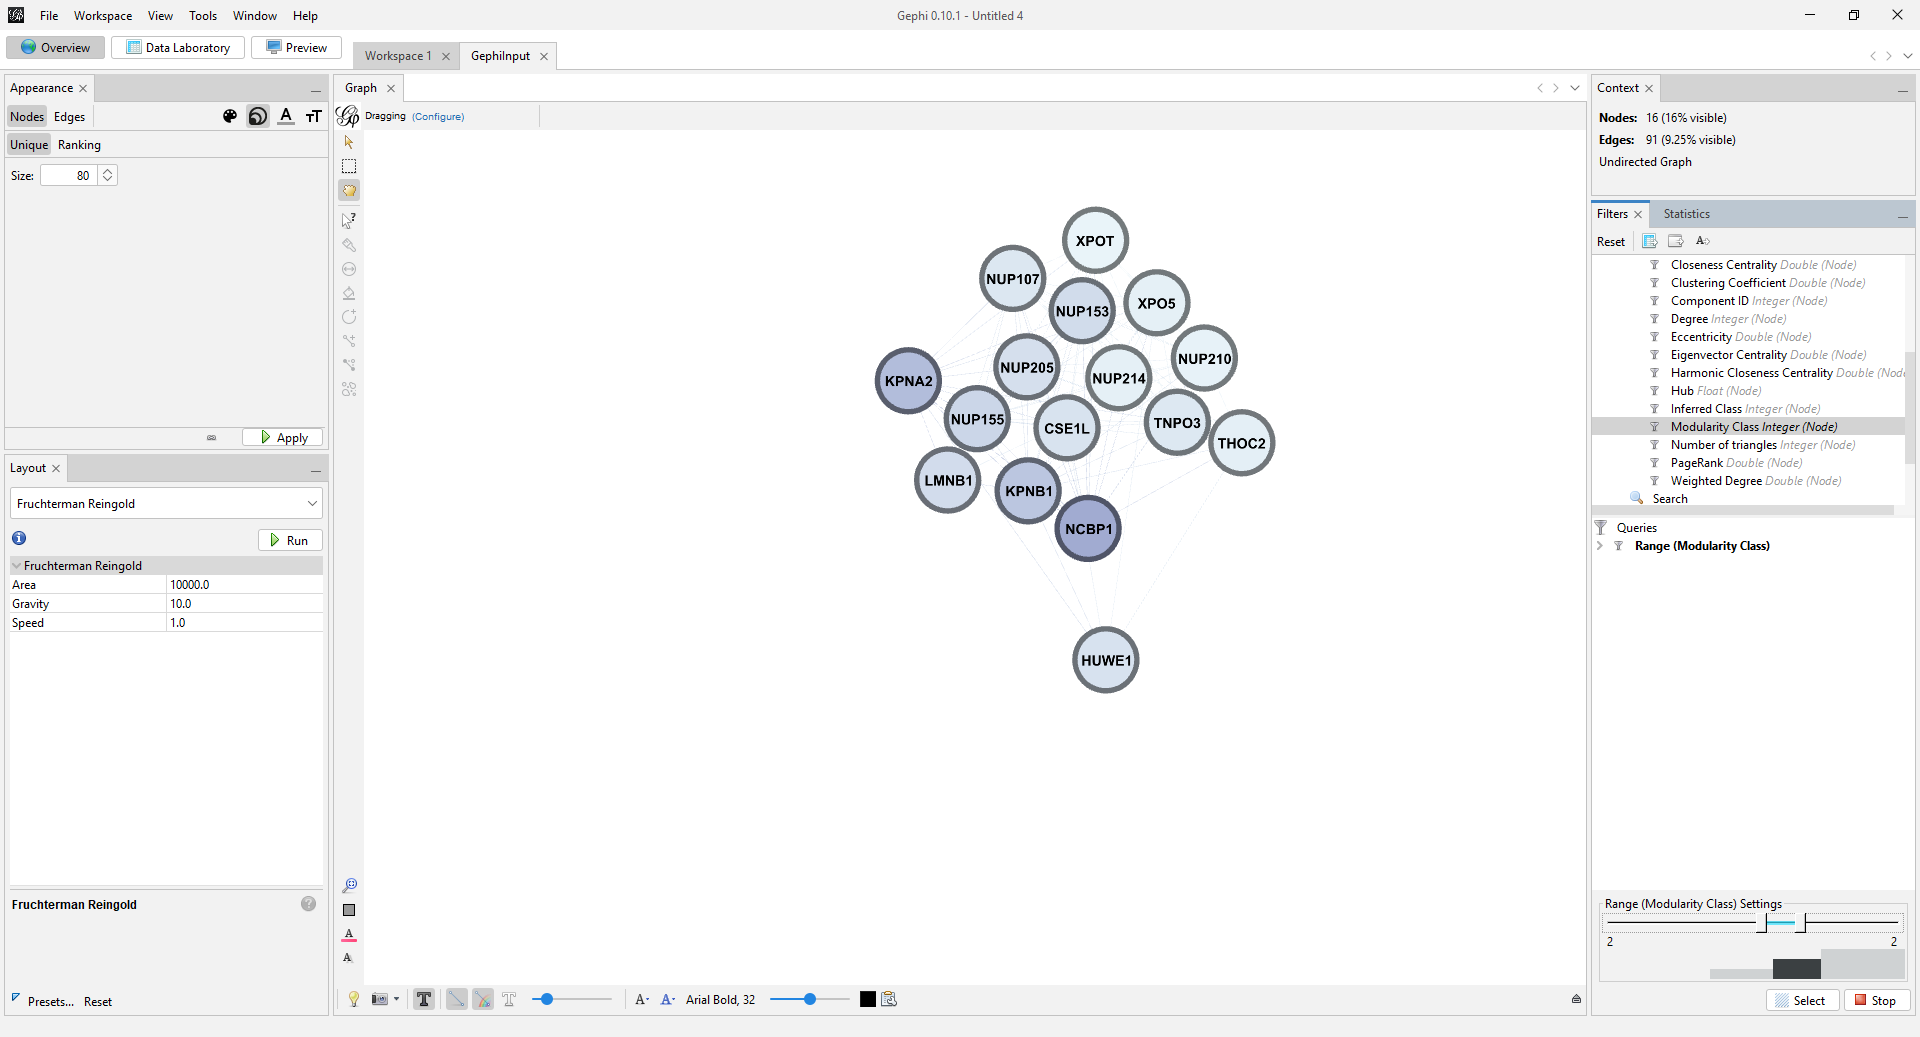 File Workspace View Tools Window Help
Gephi 0.10.1 - Untitled 4
Overview Data Laboratory Preview
Workspace 1 GephiInput
Appearance
Nodes Edges
Unique Ranking
Size: 80
Apply
Layout
Fruchterman Reingold
Run
Fruchterman Reingold
Area 10000.0
Gravity 10.0
Speed 1.0
Fruchterman Reingold
Presets... Reset
Graph
Dragging (Configure)
XPOT
NUP107
XPO5
NUP153
NUP210
NUP205
NUP214
KPNA2
NUP155
TNPO3
CSE1L
THOC2
LMNB1
KPNB1
NCBP1
HUWE1
Arial Bold, 32
Context
Nodes: 16 (16% visible)
Edges: 91 (9.25% visible)
Undirected Graph
Filters Statistics
Reset
Closeness Centrality Double (Node)
Clustering Coefficient Double (Node)
Component ID Integer (Node)
Degree Integer (Node)
Eccentricity Double (Node)
Eigenvector Centrality Double (Node)
Harmonic Closeness Centrality Double (Node
Hub Float (Node)
Inferred Class Integer (Node)
Modularity Class Integer (Node)
Number of triangles Integer (Node)
PageRank Double (Node)
Weighted Degree Double (Node)
Search
Queries
Range (Modularity Class)
Range (Modularity Class) Settings
2 2
Select Stop